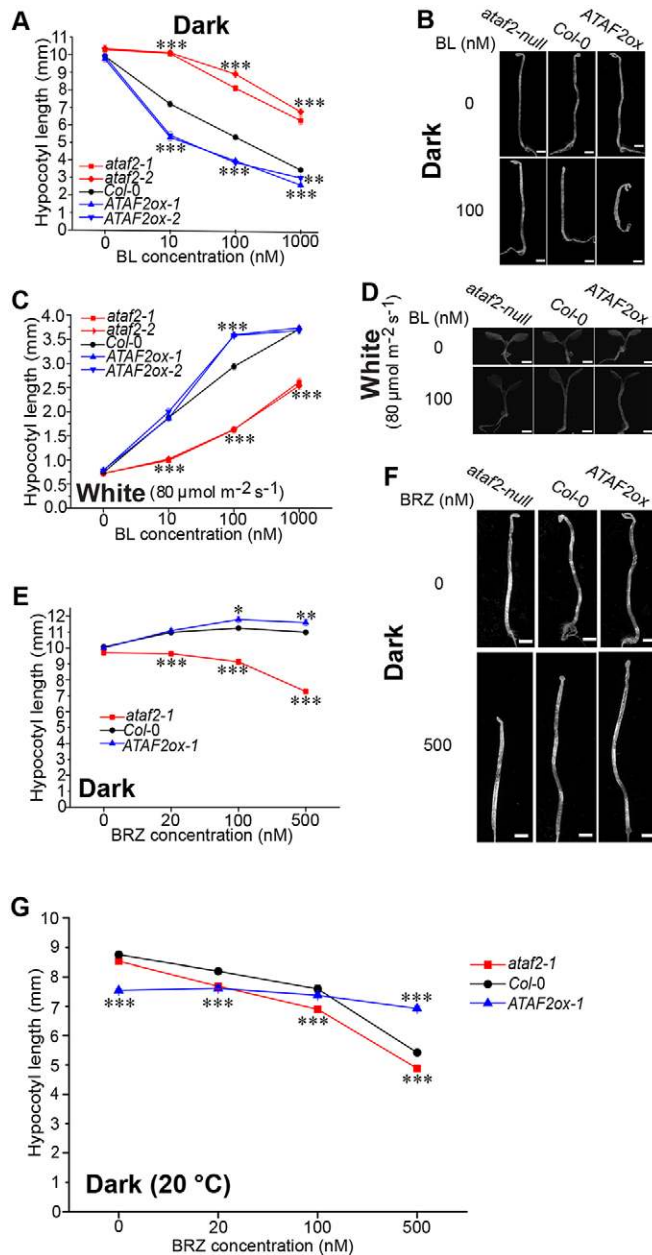 A
Dark
Hypocotyl length (mm)
11
10
9
8
7
6
5
4
3
2
1
0
***
***
***
***
***
**
***
ataf2-1
ataf2-2
Col-0
ATAF2ox-1
ATAF2ox-2
0 10 100 1000
BL concentration (nM)
B
ataf2-null Col-0 ATAF2ox
BL (nM)
0
Dark
100
C
Hypocotyl length (mm)
4.0
3.5
3.0
2.5
2.0
1.5
1.0
0.5
0.0
ataf2-1
ataf2-2
Col-0
ATAF2ox-1
ATAF2ox-2
***
***
***
***
White (80 µmol m-2 s-1)
0 10 100 1000
BL concentration (nM)
D
ataf2-null Col-0 ATAF2ox
BL (nM)
White
(80 µmol m-2 s-1)
0
100
E
Hypocotyl length (mm)
12
11
10
9
8
7
6
5
4
3
2
1
0
*
**
***
***
***
ataf2-1
Col-0
ATAF2ox-1
Dark
0 20 100 500
BRZ concentration (nM)
F
ataf2-null Col-0 ATAF2ox
BRZ (nM)
0
Dark
500
G
Hypocotyl length (mm)
10
9
8
7
6
5
4
3
2
1
0
***
***
***
***
***
ataf2-1
Col-0
ATAF2ox-1
Dark (20 °C)
0 20 100 500
BRZ concentration (nM)